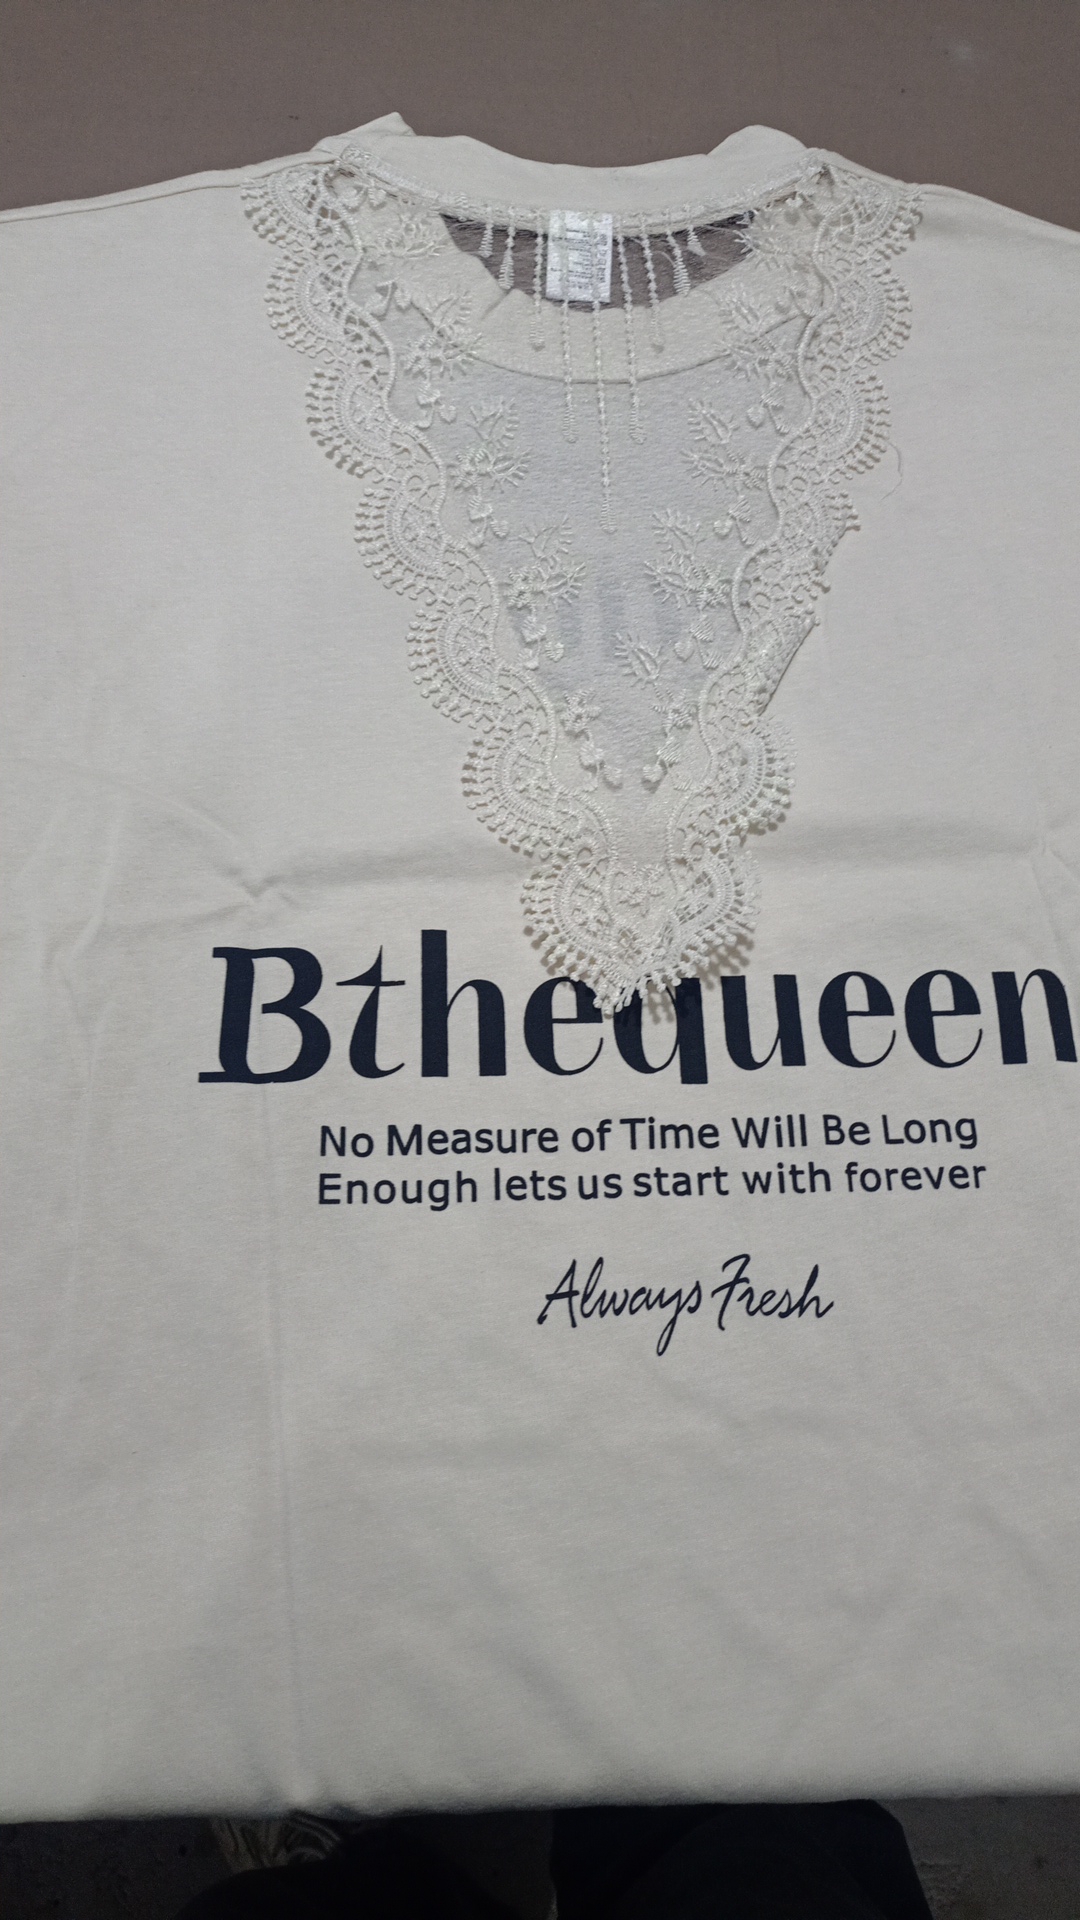 Bthequeen
No Measure of Time Will Be Long
Enough lets us start with forever
Always Fresh